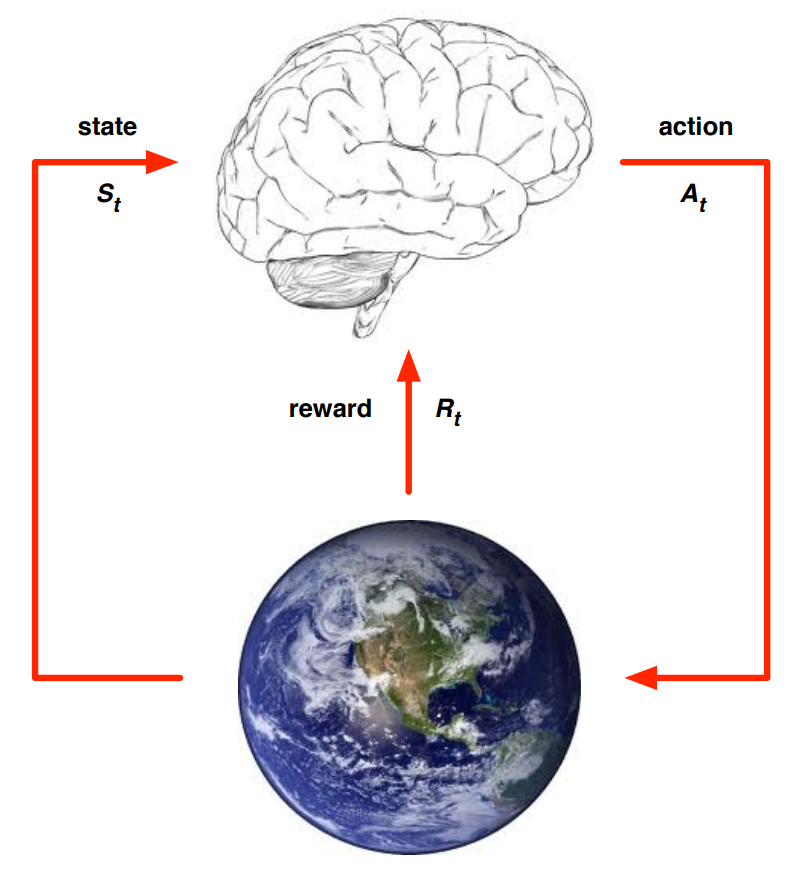 state
S_t
action
A_t
reward
R_t